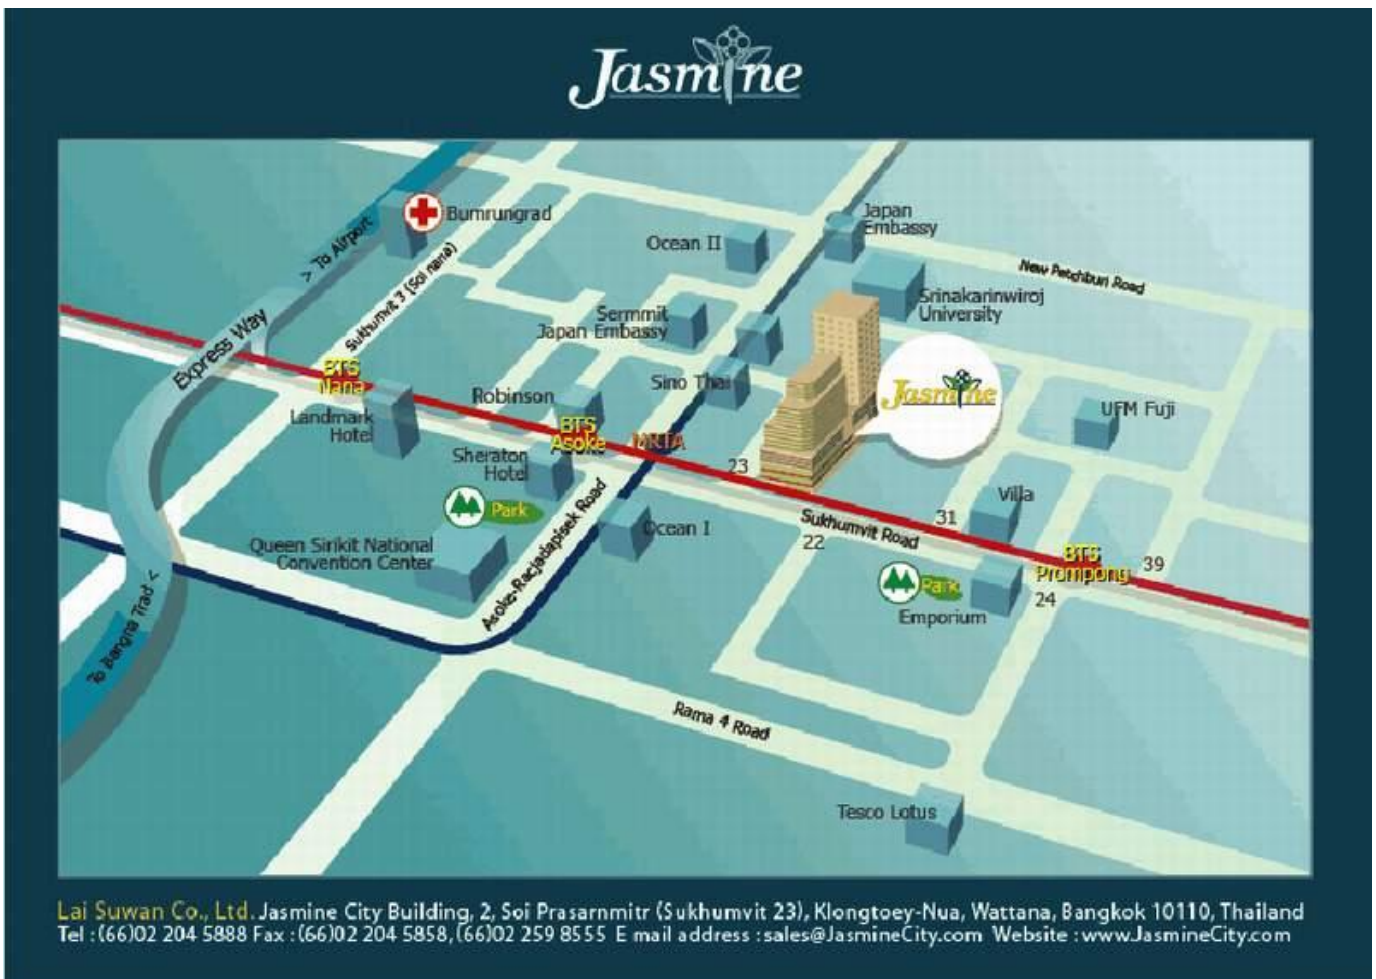 Jasmine
Bumrungrad
> To Airport
Sukhumvit 3 (Soi nana)
Express Way
Ocean II
Japan
Embassy
New Petchburi Road
Srinakarinwiroj
University
Sermmit
Japan Embassy
Sino Thai
Jasmine
UFM Fuji
BTS
Nana
Landmark
Hotel
Robinson
BTS
Asoke
MRTA
23
Sheraton
Hotel
Park
Queen Sirikit National
Convention Center
Asoke-Racjadapisek Road
Ocean I
Villa
31
Sukhumvit Road
22
BTS
Prompong
39
24
Park
Emporium
To Bangna Trad <
Rama 4 Road
Tesco Lotus
Lai Suwan Co., Ltd. Jasmine City Building, 2, Soi Prasarnmitr (Sukhumvit 23), Klongtoey-Nua, Wattana, Bangkok 10110, Thailand
Tel :(66)02 204 5888 Fax :(66)02 204 5858,(66)02 259 8555 E mail address :sales@JasmineCity.com Website :www.JasmineCity.com